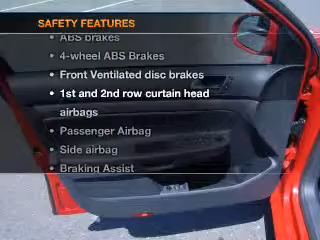 SAFETY FEATURES
• ABS brakes
• 4-wheel ABS Brakes
• Front Ventilated disc brakes
• 1st and 2nd row curtain head
airbags
• Passenger Airbag
• Side airbag
• Braking Assist